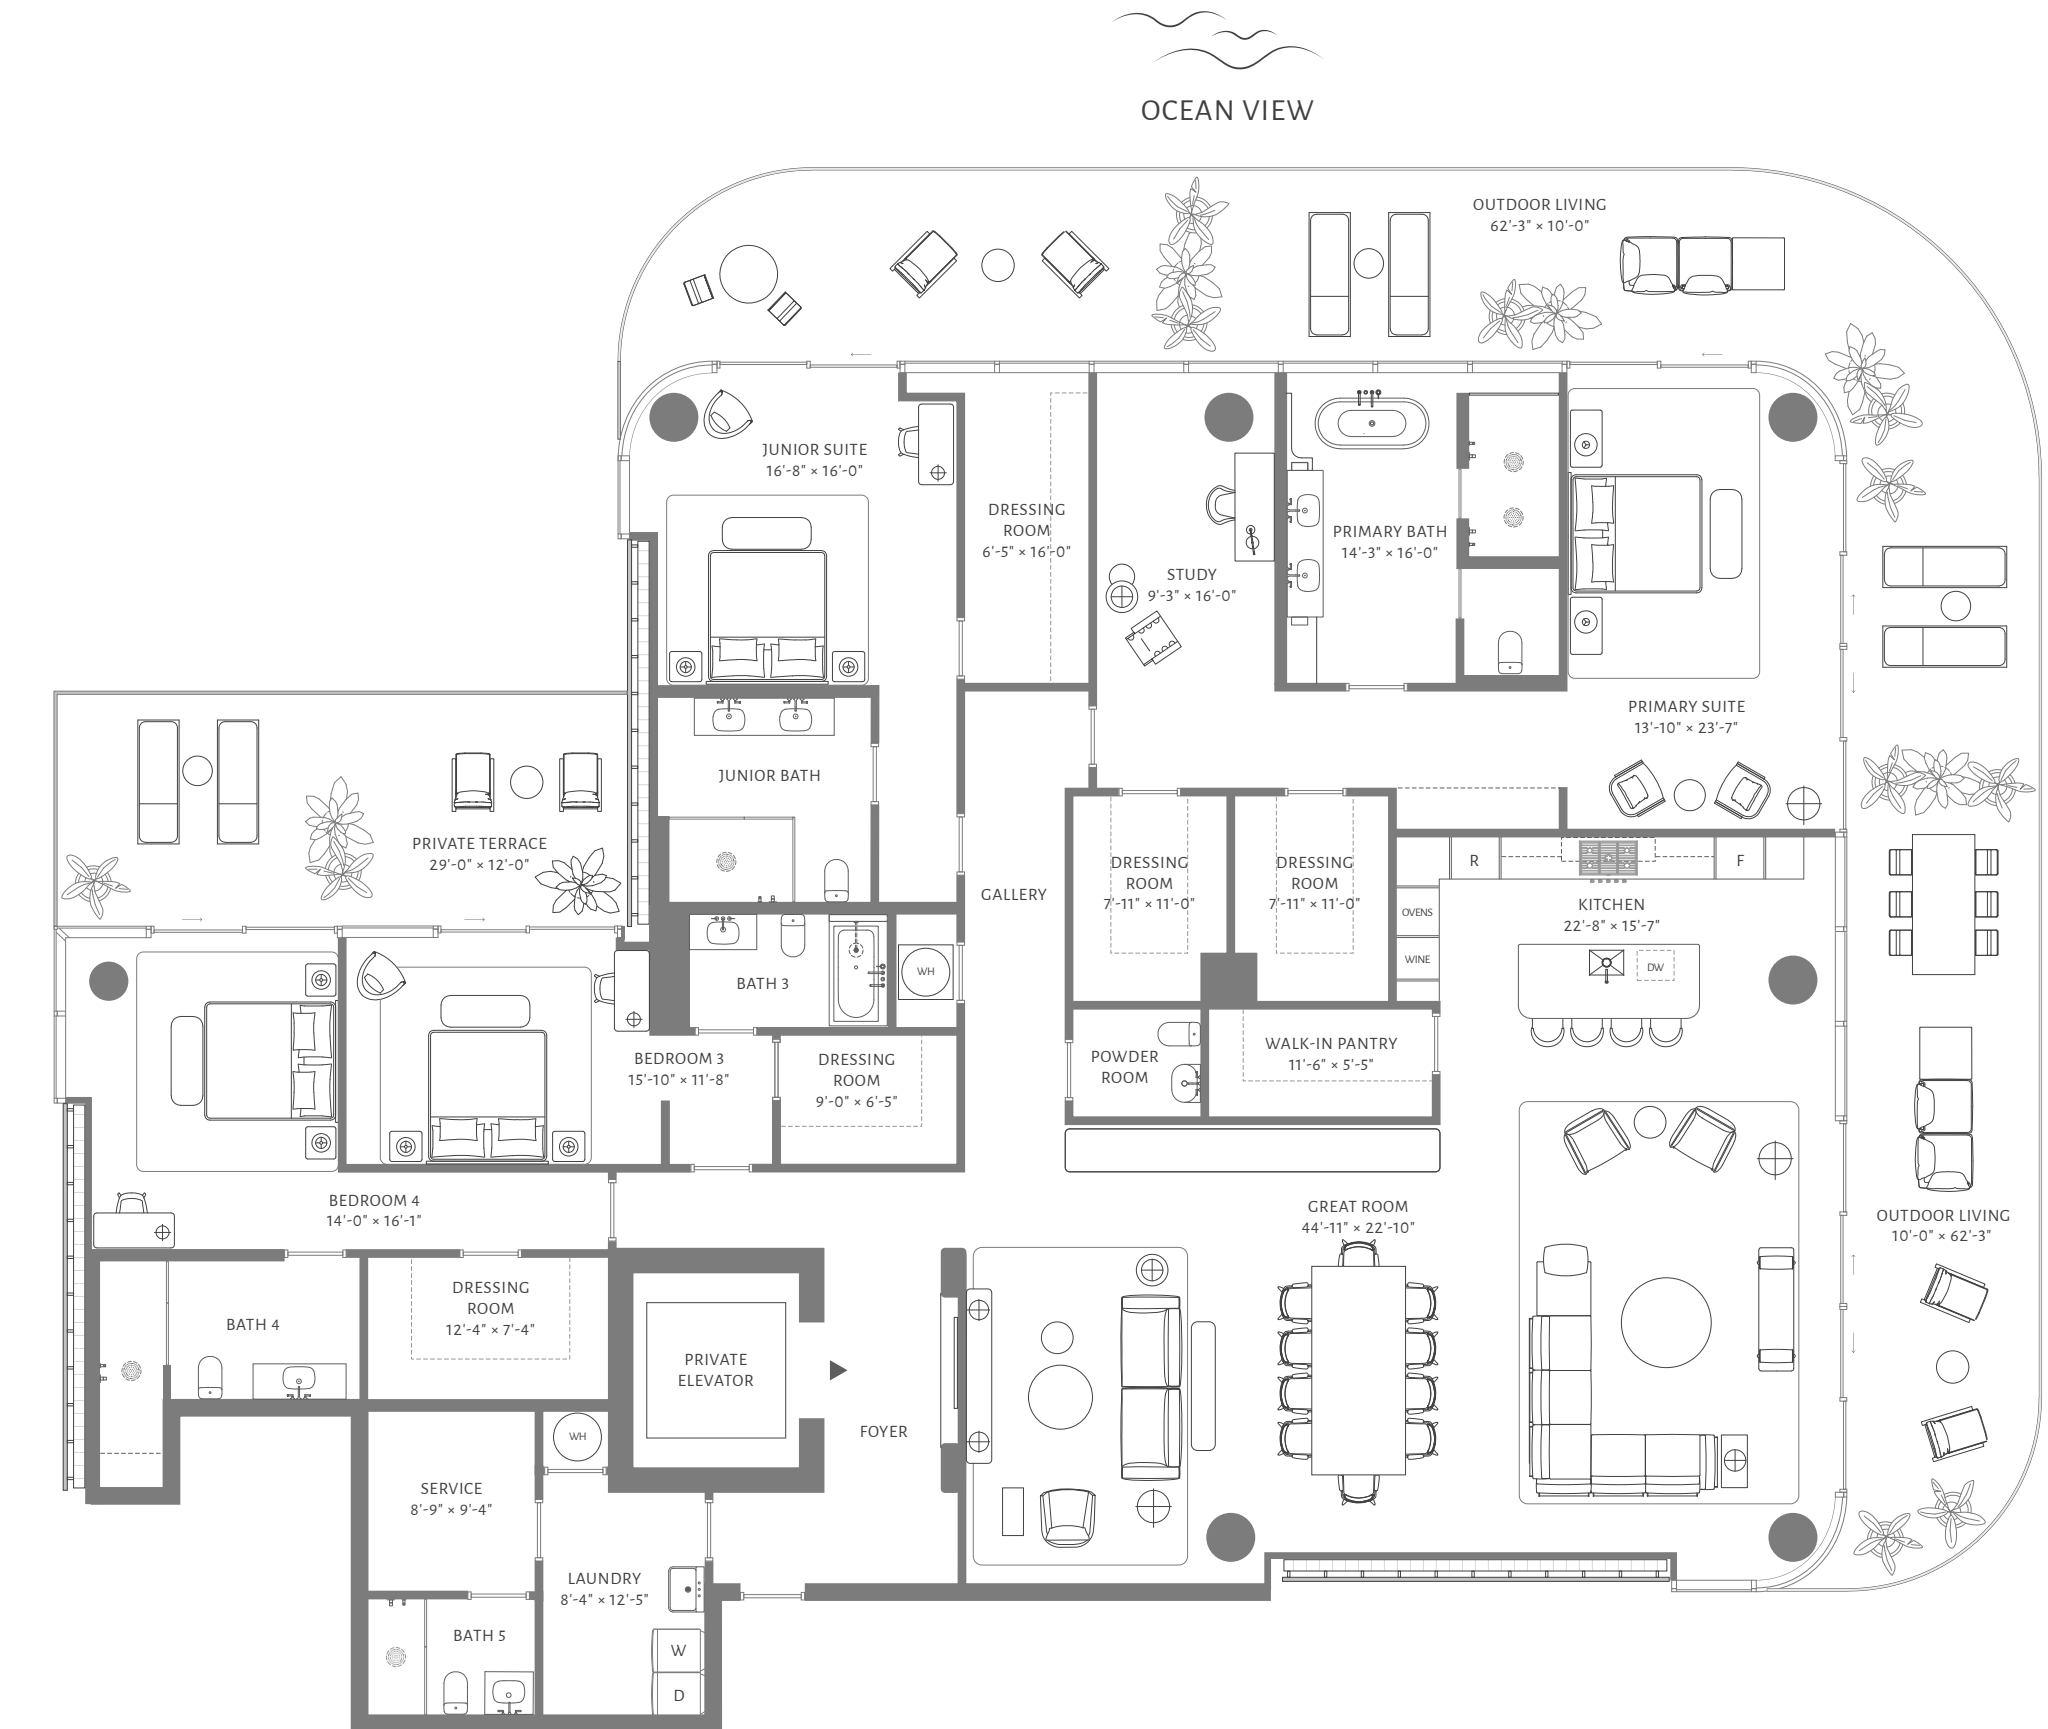 OCEAN VIEW
OUTDOOR LIVING
62'-3" × 10'-0"
JUNIOR SUITE
16'-8" × 16'-0"
DRESSING
ROOM
6'-5" × 16'-0"
STUDY
9'-3" × 16'-0"
PRIMARY BATH
14'-3" × 16'-0"
PRIMARY SUITE
13'-10" × 23'-7"
JUNIOR BATH
PRIVATE TERRACE
29'-0" × 12'-0"
GALLERY
DRESSING
ROOM
7'-11" × 11'-0"
DRESSING
ROOM
7'-11" × 11'-0"
R
F
OVENS
WINE
KITCHEN
22'-8" × 15'-7"
DW
BATH 3
WH
BEDROOM 3
15'-10" × 11'-8"
DRESSING
ROOM
9'-0" × 6'-5"
POWDER
ROOM
WALK-IN PANTRY
11'-6" × 5'-5"
BEDROOM 4
14'-0" × 16'-1"
GREAT ROOM
44'-11" × 22'-10"
OUTDOOR LIVING
10'-0" × 62'-3"
BATH 4
DRESSING
ROOM
12'-4" × 7'-4"
PRIVATE
ELEVATOR
FOYER
WH
SERVICE
8'-9" × 9'-4"
LAUNDRY
8'-4" × 12'-5"
BATH 5
W
D